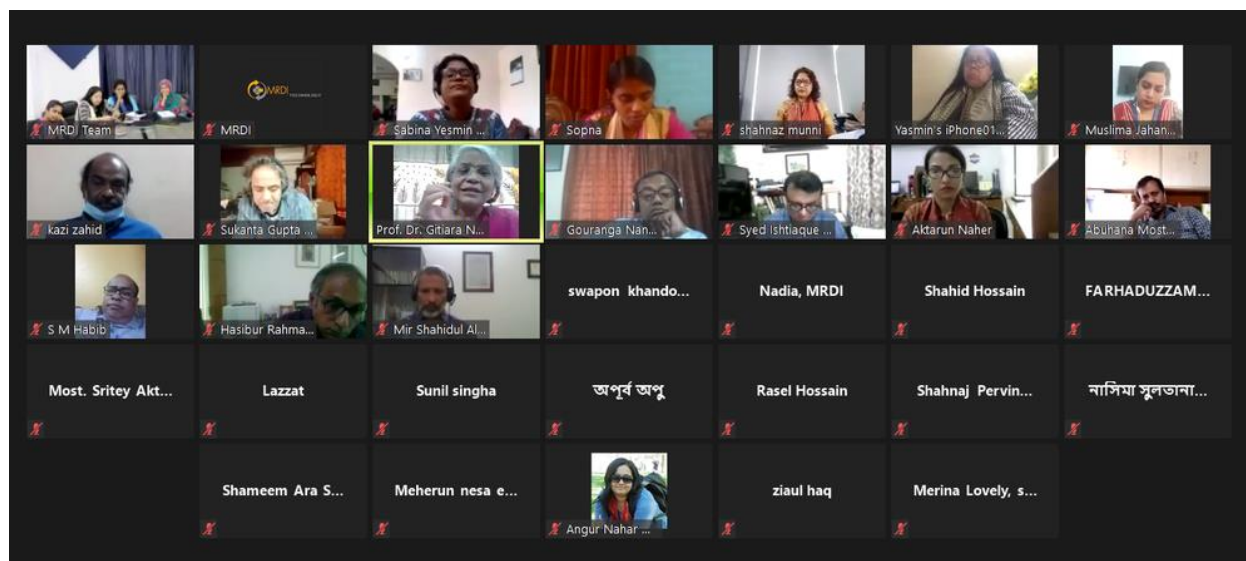 MRDI Team
MRDI
MRDI
Sabina Yesmin ...
Sopna
shahnaz munni
Yasmin's iPhone01...
Muslima Jahan...
kazi zahid
Sukanta Gupta ...
Prof. Dr. Gitiara N...
Gouranga Nan...
Syed Ishtiaque ...
Aktarun Naher
Abuhana Most...
S M Habib
Hasibur Rahma...
Mir Shahidul Al...
swapon khando...
Nadia, MRDI
Shahid Hossain
FARHADUZZAM...
Most. Sritey Akt...
Lazzat
Sunil singha
অপূর্ব অপু
Rasel Hossain
Shahnaj Pervin...
নাসিমা সুলতানা...
Shameem Ara S...
Meherun nesa e...
Angur Nahar ...
ziaul haq
Merina Lovely, s...